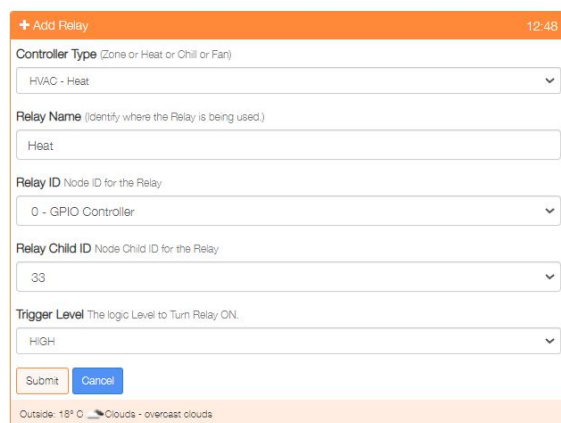 Add Relay 12:48
Controller Type (Zone or Heat or Chill or Fan)
HVAC - Heat
Relay Name (Identify where the Relay is being used.)
Heat
Relay ID Node ID for the Relay
0 - GPIO Controller
Relay Child ID Node Child ID for the Relay
33
Trigger Level The logic Level to Turn Relay ON.
HIGH
Submit Cancel
Outside: 18° C Clouds - overcast clouds